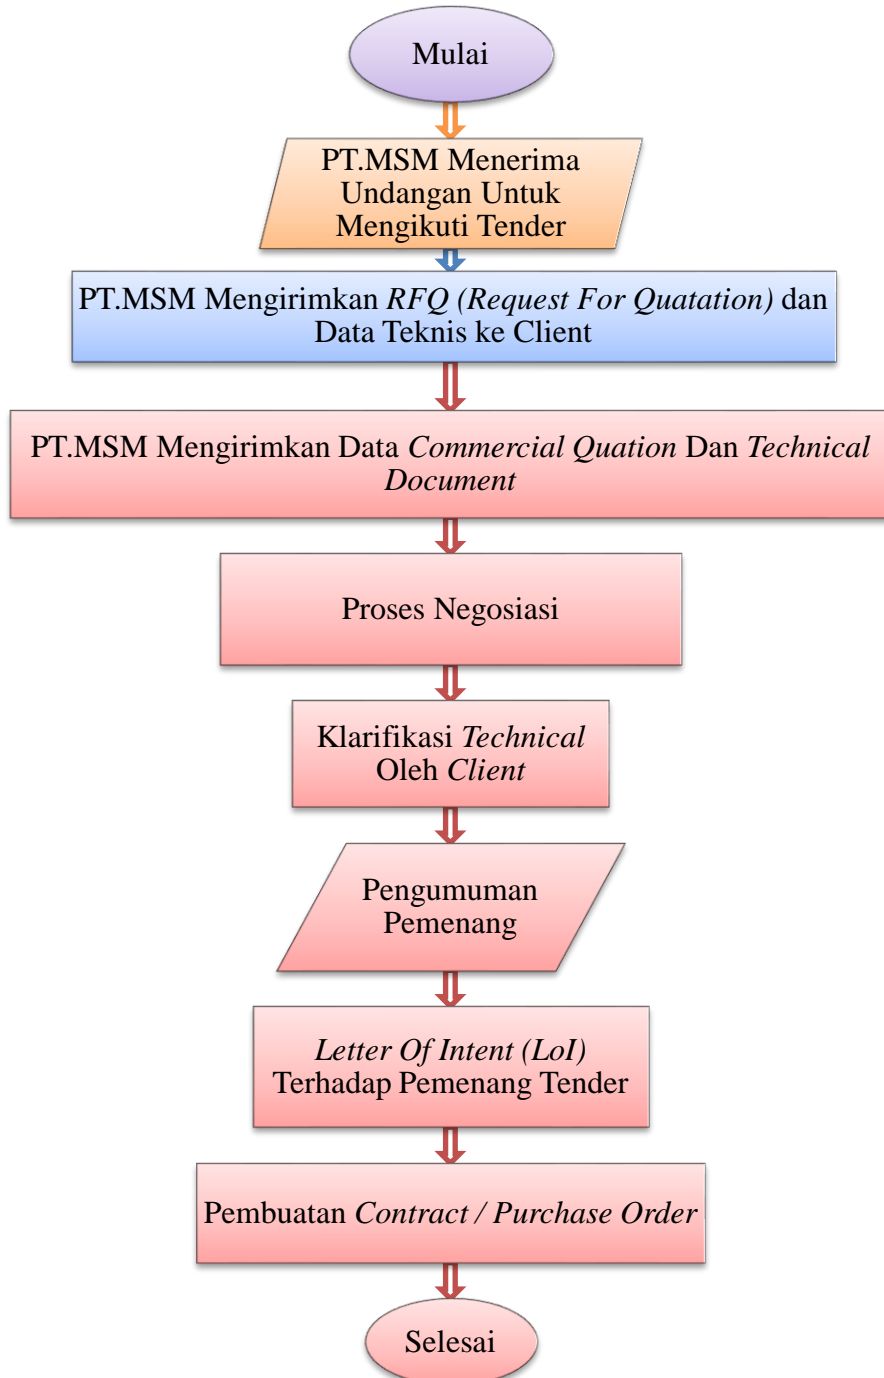 Mulai
PT.MSM Menerima
Undangan Untuk
Mengikuti Tender
PT.MSM Mengirimkan RFQ (Request For Quatation) dan
Data Teknis ke Client
PT.MSM Mengirimkan Data Commercial Quation Dan Technical
Document
Proses Negosiasi
Klarifikasi Technical
Oleh Client
Pengumuman
Pemenang
Letter Of Intent (LoI)
Terhadap Pemenang Tender
Pembuatan Contract / Purchase Order
Selesai